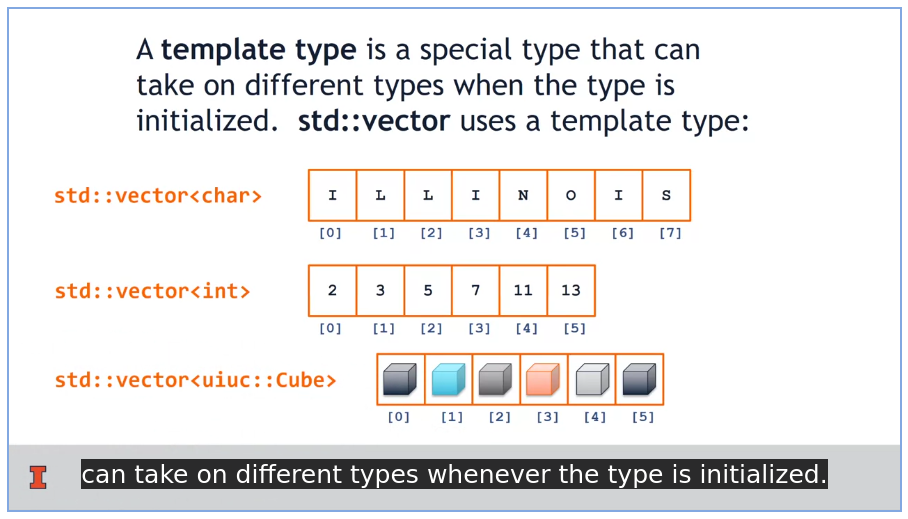 A template type is a special type that can
take on different types when the type is
initialized. std::vector uses a template type:
std::vector<char>
I L L I N O I S
[0] [1] [2] [3] [4] [5] [6] [7]
std::vector<int>
2 3 5 7 11 13
[0] [1] [2] [3] [4] [5]
std::vector<uiuc::Cube>
[0] [1] [2] [3] [4] [5]
I
can take on different types whenever the type is initialized.